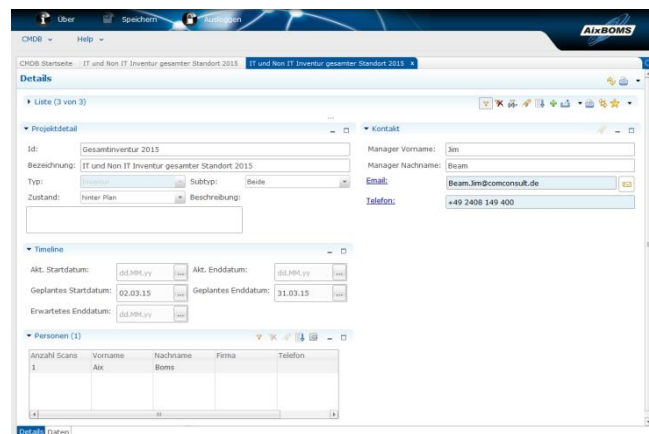 Über Speichern Ausloggen
AixBOMS
CMDB Help
CMDB Startseite IT und Non IT Inventur gesamter Standort 2015 IT und Non IT Inventur gesamter Standort 2015 x
Details
Liste (3 von 3)
...
Projektdetail
Id: Gesamtinventur 2015
Bezeichnung: IT und Non IT Inventur gesamter Standort 2015
Typ: Inventur Subtyp: Beide
Zustand: hinter Plan Beschreibung:
Kontakt
Manager Vorname: Jim
Manager Nachname: Beam
Email: Beam.Jim@comconsult.de
Telefon: +49 2408 149 400
Timeline
Akt. Startdatum: dd.MM.yy ... Akt. Enddatum: dd.MM.yy ...
Geplantes Startdatum: 02.03.15 ... Geplantes Enddatum: 31.03.15 ...
Erwartetes Enddatum: dd.MM.yy ...
Personen (1)
Anzahl Scans Vorname Nachname Firma Telefon
1 Aix Boms
Details Daten